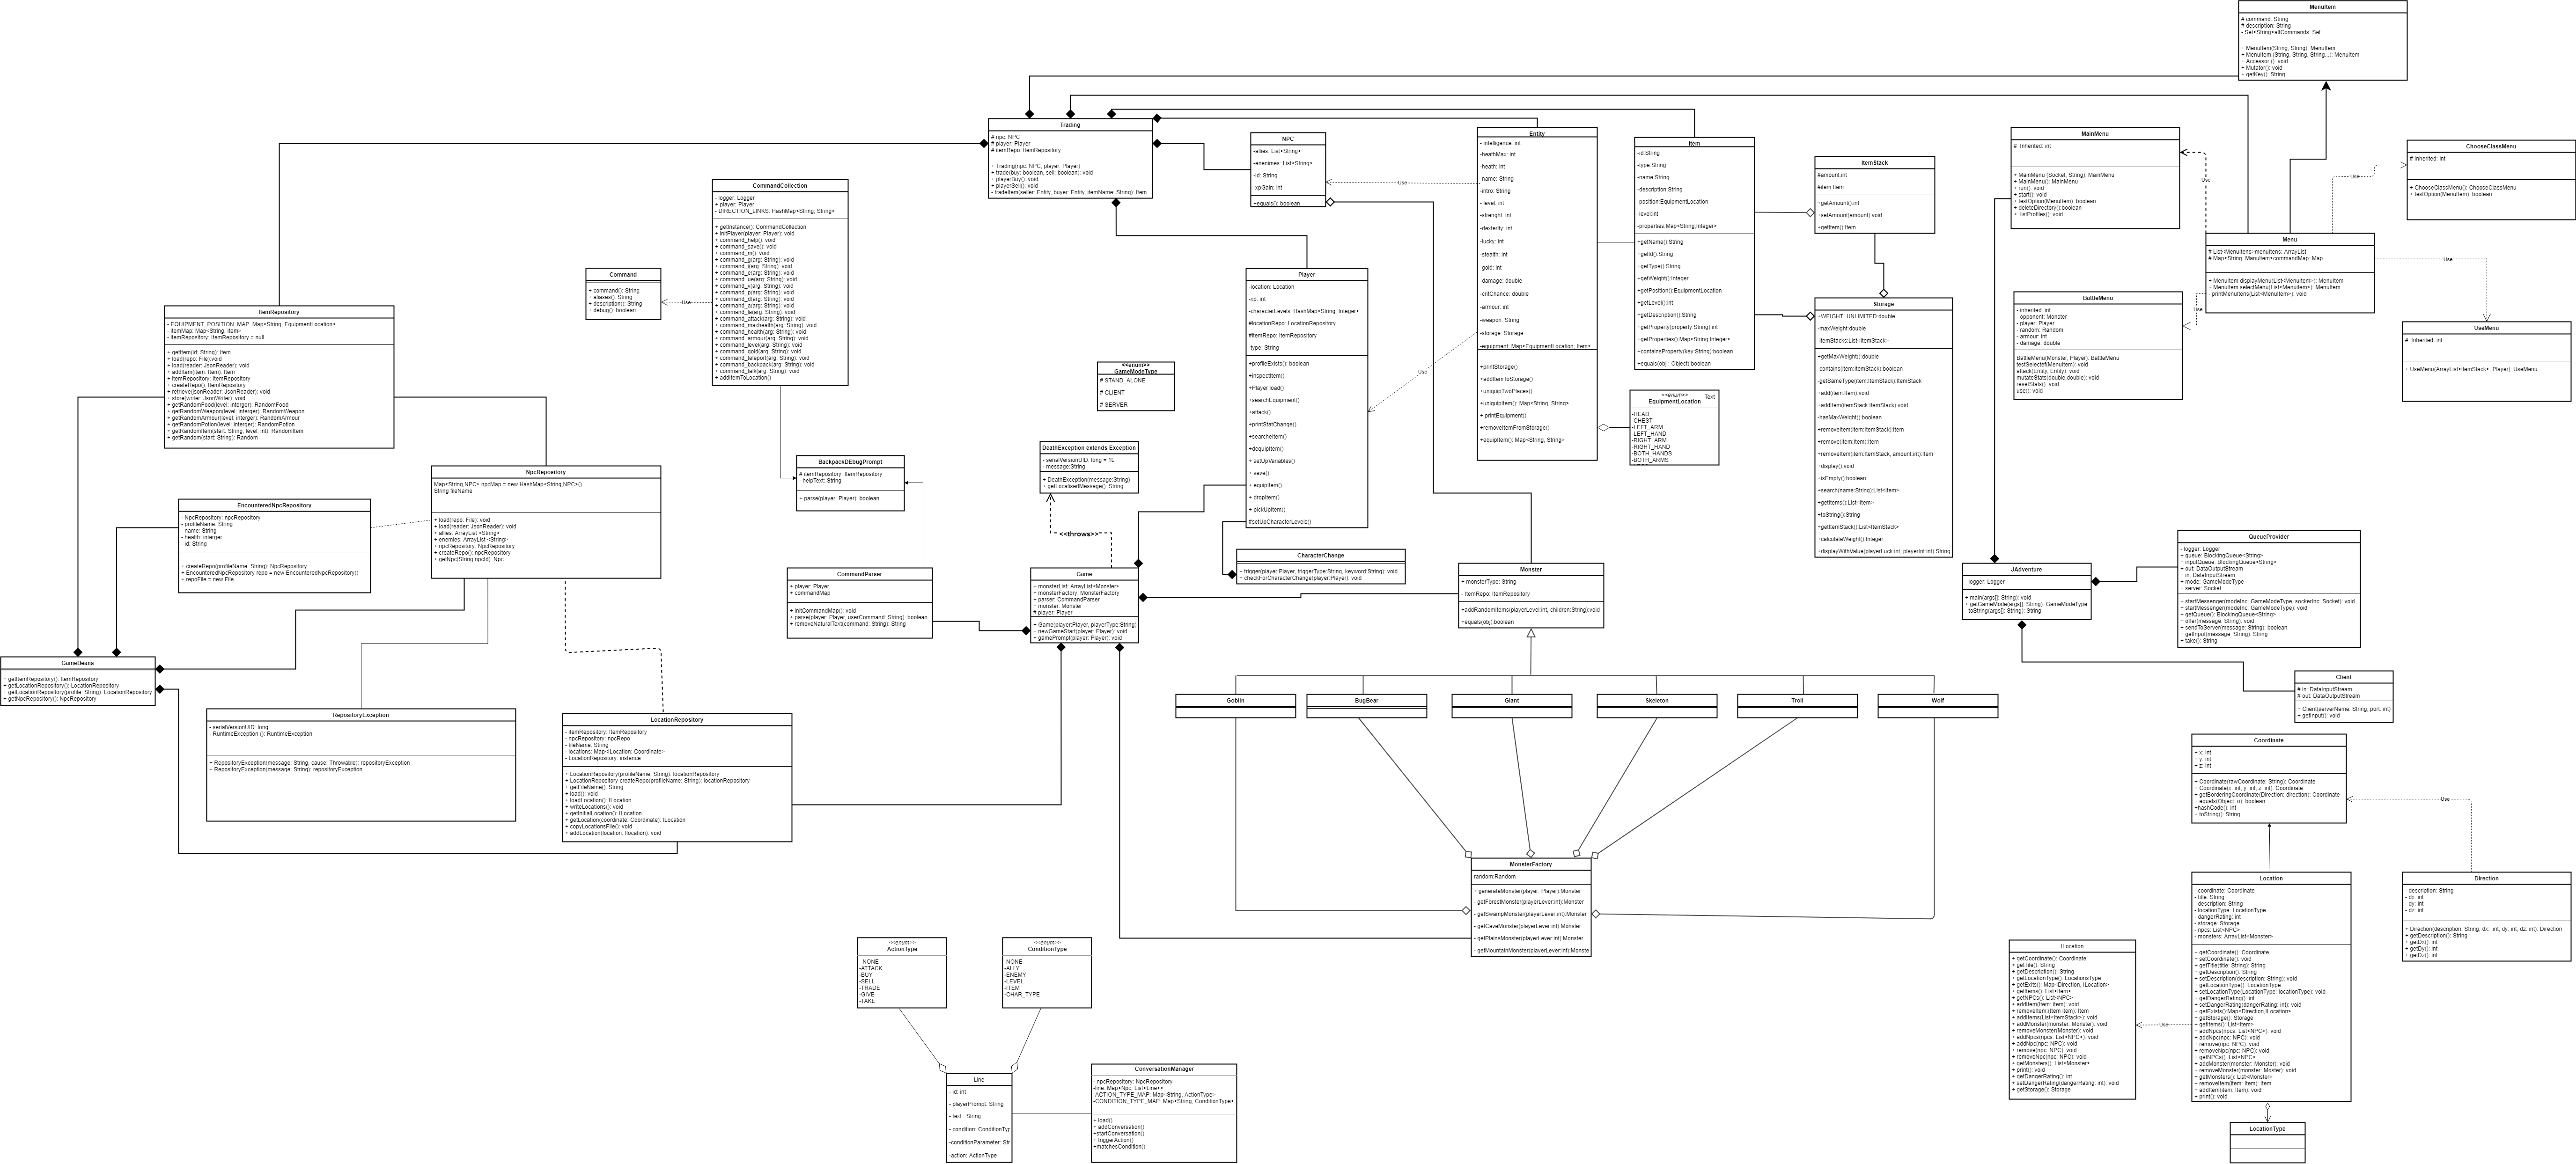 MenuItem
# command: String
# description: String
- Set<String>altCommands: Set
+ MenuItem(String, String): MenuItem
+ MenuItem (String, String, String...): MenuItem
+ Accessor (): void
+ Mutator(): void
+ getKey(): String
Trading
# npc: NPC
# player: Player
# itemRepo: ItemRepository
+ Trading(npc: NPC, player: Player)
+ trade(buy: boolean, sell: boolean): void
+ playerBuy(): void
+ playerSell(): void
- tradeItem(seller: Entity, buyer: Entity, itemName: String): Item
NPC
-allies: List<String>
-enenimes: List<String>
-id: String
-xpGain: int
+equals(): boolean
Entity
- intelligence: int
-heathMax: int
-heath: int
-name: String
-intro: String
- level: int
-strenght: int
-dexterity: int
-lucky: int
-stealth: int
-gold: int
-damage: double
-critChance: double
-armour: int
-weapon: String
-storage: Storage
-equipment: Map<EquipmentLocation, Item>
+printStorage()
+addItemToStorage()
+uniquipTwoPlaces()
+uniquipItem(): Map<String, String>
+ printEquipment()
+removeItemFromStorage()
+equipItem(): Map<String, String>
Item
-id:String
-type:String
-name:String
-description:String
-position:EquipmentLocation
-level:int
-properties:Map<String,Integer>
+getName():String
+getId():String
+getType():String
+getWeight():Integer
+getPosition():EquipmentLocation
+getLevel():int
+getDescription():String
+getProperty(property:String):int
+getProperties():Map<String,Integer>
+containsProperty(key:String):boolean
+equals(obj : Object):boolean
ItemStack
#amount:int
#item:Item
+getAmount():int
+setAmount(amount):void
+getItem():Item
MainMenu
# Inherited: int
+ MainMenu (Socket, String): MainMenu
+ MainMenu(): MainMenu
+ run(): void
+ start(): void
+ testOption(MenuItem): boolean
+ deleteDirectory():boolean
+ listProfiles(): void
ChooseClassMenu
# Inherited: int
+ ChooseClassMenu(): ChooseClassMenu
+ testOption(MenuItem): boolean
Use
Use
Use
Use
Use
Menu
# List<MenuItens>menuItens: ArrayList
# Map<String, ManuItem>commandMap: Map
+ MenuItem displayMenu(List<MenuItem>): MenuItem
+ MenuItem selectMenu(List<MenuItem>): MenuItem
- printMenuItens(List<MenuItem>): void
CommandCollection
- logger: Logger
+ player: Player
- DIRECTION_LINKS: HashMap<String, String>
+ getInstance(): CommandCollection
+ initPlayer(player: Player): void
+ command_help(): void
+ command_save(): void
+ command_m(): void
+ command_g(arg: String): void
+ command_i(arg: String): void
+ command_e(arg: String): void
+ command_ue(arg: String): void
+ command_v(arg: String): void
+ command_p(arg: String): void
+ command_d(arg: String): void
+ command_a(arg: String): void
+ command_la(arg: String): void
+ command_attack(arg: String): void
+ command_maxhealth(arg: String): void
+ command_health(arg: String): void
+ command_armour(arg: String): void
+ command_level(arg: String): void
+ command_gold(arg: String): void
+ command_teleport(arg: String): void
+ command_backpack(arg: String): void
+ command_talk(arg: String): void
+ addItemToLocation()
Command
+ command(): String
+ aliases(): String
+ description(): String
+ debug(): boolean
Use
Player
-location: Location
-xp: int
-characterLevels: HashMap<String, Integer>
#locationRepo: LocationRepository
#itemRepo: ItemRepository
-type: String
+profileExists(): boolean
+inspectItem()
+Player load()
+searchEquipment()
+attack()
+printStatChange()
+searcheItem()
+dequipItem()
+ setUpVariables()
+ save()
+ equipItem()
+ dropItem()
+ pickUpItem()
#setUpCharacterLevels()
Use
Storage
+WEIGHT_UNLIMITED:double
-maxWeight:double
-itemStacks:List<ItemStack>
+getMaxWeight():double
-contains(item:ItemStack):boolean
-getSameType(item:ItemStack):ItemStack
+add(item:Item):void
+addItem(itemStack:ItemStack):void
-hasMaxWeight():boolean
+removeItem(item:ItemStack):Item
+remove(item:Item):Item
+removeItem(item:ItemStack, amount:int):Item
+display():void
+isEmpty():boolean
+search(name:String):List<Item>
+getItems():List<Item>
+toString():String
+getItemStack():List<ItemStack>
+calculateWeight():Integer
+displayWithValue(playerLuck:int, playerInt:int):String
BattleMenu
- inherited: int
- opponent: Monster
- player: Player
- random: Random
- armour: int
- damage: double
BattleMenu(Monster, Player): BattleMenu
testSelectef(MenuItem): void
attack(Entity, Entity): void
mutateStats(double,double): void
resetStats(): void
use(): void
Use
UseMenu
# Inherited: int
+ UseMenu(ArrayList<itemStack>, Player): UseMenu
ItemRepository
- EQUIPMENT_POSITION_MAP: Map<String, EquipmentLocation>
- itemMap: Map<String, Item>
- itemRepository: ItemRepository = null
+ getItem(id: String): Item
+ load(repo: File):void
+ load(reader: JsonReader): void
+ addItem(item: Item): Item
+ itemRepository: ItemRepository
+ createRepo(): ItemRepository
+ retrieve(jsonReader: JsonReader): void
+ store(writer: JsonWriter): void
+ getRandomFood(level: interger): RandomFood
+ getRandomWeapon(level: interger): RandomWeapon
+ getRandomArmour(level: interger): RandomArmour
+ getRandomPotion(level: interger): RandomPotion
+ getRandomItem(start: String, level: int): RandomItem
+ getRandom(start: String): Random
<<enum>>
GameModeType
# STAND_ALONE
# CLIENT
# SERVER
<<enum>>
Text
EquipmentLocation
-HEAD
-CHEST
-LEFT_ARM
-LEFT_HAND
-RIGHT_ARM
-RIGHT_HAND
-BOTH_HANDS
-BOTH_ARMS
DeathException extends Exception
- serialVersionUID: long = 1L
- message:String
+ DeathException(message:String)
+ getLocalisedMessage(): String
BackpackDEbugPrompt
# itemRepository: ItemRepository
- helpText: String
+ parse(player: Player): boolean
NpcRepository
Map<String,NPC> npcMap = new HashMap<String,NPC>()
String fileName
+ load(repo: File): void
+ load(reader: JsonReader): void
+ allies: ArrayList <String>
+ enemies: ArrayList <String>
+ npcRepository: NpcRepository
+ createRepo(): npcRepository
+ getNpc(String npcId): Npc
EncounteredNpcRepository
- NpcRepository: npcRepository
- profileName: String
- name: String
- health: interger
- id: String
+ createRepo(profileName: String): NpcRepository
+ EncounteredNpcRepository repo = new EncounteredNpcRepository()
+ repoFile = new File
<<throws>>
CharacterChange
+ trigger(player:Player, triggerType:String, keyword:String): void
+ checkForCharacterChange(player:Player): void
QueueProvider
- logger: Logger
+ queue: BlockingQueue<String>
+ inputQueue: BlockingQueue<String>
+ out: DataOutputStream
+ in: DataInputStream
+ mode: GameModeType
+ server: Socket
+ startMessenger(modeInc: GameModeType, sockerInc: Socket): void
+ startMessenger(modeInc: GameModeType): void
+ getQueue(): BlockingQueue<String>
+ offer(message: String): void
+ sendToServer(message: String): boolean
+ getInput(message: String): String
+ take(): String
CommandParser
+ player: Player
+ commandMap
+ initCommandMap(): void
+ parse(player: Player, userCommand: String): boolean
+ removeNaturalText(command: String): String
Game
+ monsterList: ArrayList<Monster>
+ monsterFactory: MonsterFactory
+ parser: CommandParser
+ monster: Monster
# player: Player
+ Game(player:Player, playerType:String)
+ newGameStart(player: Player): void
+ gamePrompt(player: Player): void
Monster
+ monsterType: String
- ItemRepo: ItemRepository
+addRandomItems(playerLevel:int, children:String):void
+equals(obj):boolean
JAdventure
- logger: Logger
+ main(args[]: String): void
+ getGameMode(args[]: String): GameModeType
- toString(args[]: String): String
GameBeans
+ getItemRepository(): ItemRepository
+ getLocationRepository(): LocationRepository
+ getLocationRepository(profile: String): LocationRepository
+ getNpcRepository(): NpcRepository
Client
# in: DataInputStream
# out: DataOutputStream
+ Client(serverName: String, port: int)
+ getInput(): void
Goblin
BugBear
Giant
Skeleton
Troll
Wolf
RepositoryException
- serialVersionUID: long
- RuntimeException (): RuntimeException
+ RepositoryException(message: String, cause: Throwable): repositoryException
+ RepositoryException(message: String): repositoryException
LocationRepository
- itemRepository: ItemRepository
- npcRepository: npcRepo
- fileName: String
- locations: Map<ILocation: Coordinate>
- LocationRepository: instance
+ LocationRepository(profileName: String): locationRepository
+ LocationRepository createRepo(profileName: String): locationRepository
+ getFileName(): String
+ load(): void
+ loadLocation(): ILocation
+ writeLocations(): void
+ getInitialLocation(): ILocation
+ getLocation(coordinate: Coordinate): ILocation
+ copyLocationsFile(): void
+ addLocation(location: Ilocation): void
Coordinate
+ x: int
+ y: int
+ z: int
+ Coordinate(rawCoordinate: String): Coordinate
+ Coordinate(x: int, y: int, z: int): Coordinate
+ getBorderingCoordinate(Direction: direction): Coordinate
+ equals(Object: o): boolean
+hashCode(): int
+ toString(): String
Use
MonsterFactory
random:Random
+ generateMonster(player: Player):Monster
- getForestMonster(playerLever:int):Monster
- getSwampMonster(playerLever:int):Monster
- getCaveMonster(playerLever:int):Monster
- getPlainsMonster(playerLever:int):Monster
- getMountainMonster(playerLever:int):Monste
Location
- coordinate: Coordinate
- title: String
- description: String
- locationType: LocationType
- dangerRating: int
- storage: Storage
- npcs: List<NPC>
- monsters: ArrayList<Monster>
+ getCoordinate(): Coordinate
+ setCoordinate(): void
+ getTitle(title: String): String
+ getDescription(): String
+ setDescription(description: String): void
+ getLocationType(): LocationType
+ setLocationType(LocationType: locationType): void
+ getDangerRating(): int
+ setDangerRating(dangerRating: int): void
+ getExists():Map<Direction,ILocation>
+ getStorage(): Storage
+ getItems(): List<Item>
+ addNpcs(npcs: List<NPC>): void
+ addNpc(npc: NPC): void
+ remove(npc: NPC): void
+ removeNpc(npc: NPC): void
+ getNPCs(): List<NPC>
+ addMonster(monster: Monster): void
+ removeMonster(monster: Moster): void
+ getMonsters(): List<Monster>
+ removeItem(item: Item): Item
+ addItem(item: Item): void
+ print(): void
Direction
- description: String
- dx: int
- dy: int
- dz: int
+ Direction(description: String, dx: int, dy: int, dz: int): Direction
+ getDescription(): String
+ getDx(): int
+ getDy(): int
+ getDz(): int
ILocation
+ getCoordinate(): Coordinate
+ getTile(): String
+ getDescription(): String
+ getLocationType(): LocationsType
+ getExits(): Map<Direction, ILocation>
+ getItems(): List<Item>
+ getNPCs(): List<NPC>
+ addItem(Item: item): void
+ removeItem:(Item item): Item
+ addItems(List<ItemStack>): void
+ addMonster(monster: Monster): void
+ removeMonster(Monster): void
+ addNpcs(npcs: List<NPC>): void
+ addNpc(npc: NPC): void
+ remove(npc: NPC): void
+ removeNpc(npc: NPC): void
+ getMonsters(): List<Monster>
+ print(): void
+ getDangerRating(): int
+ setDangerRating(dangerRating: int): void
+ getStorage(): Storage
Use
LocationType
<<enum>>
ActionType
- NONE
-ATTACK
-BUY
-SELL
-TRADE
-GIVE
-TAKE
<<enum>>
ConditionType
-NONE
-ALLY
-ENEMY
-LEVEL
-ITEM
-CHAR_TYPE
Line
- id: int
- playerPrompt: String
- text : String
- condition: ConditionTyp
-conditionParameter: Str
-action: ActionType
ConversationManager
- npcRepository: NpcRepository
-line: Map<Npc, List<Line>>
-ACTION_TYPE_MAP: Map<String, ActionType>
-CONDITION_TYPE_MAP: Map<String, ConditionType>
+ load()
+ addConversation()
+startConversation()
+ triggerAction()
+matchesCondition()